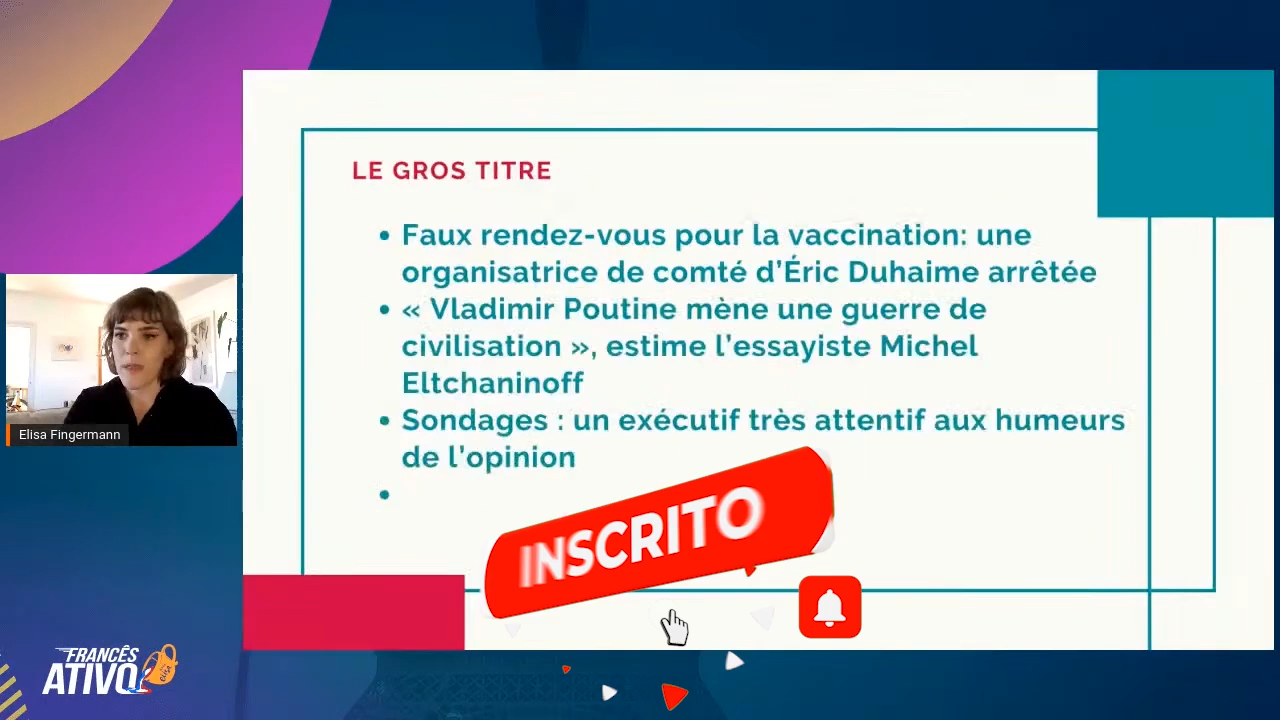 LE GROS TITRE
• Faux rendez-vous pour la vaccination: une
organisatrice de comté d'Éric Duhaime arrêtée
• « Vladimir Poutine mène une guerre de
civilisation », estime l'essayiste Michel
Eltchaninoff
• Sondages : un exécutif très attentif aux humeurs
de l'opinion
•
INSCRITO
Elisa Fingermann
FRANCÊS
ATIVO